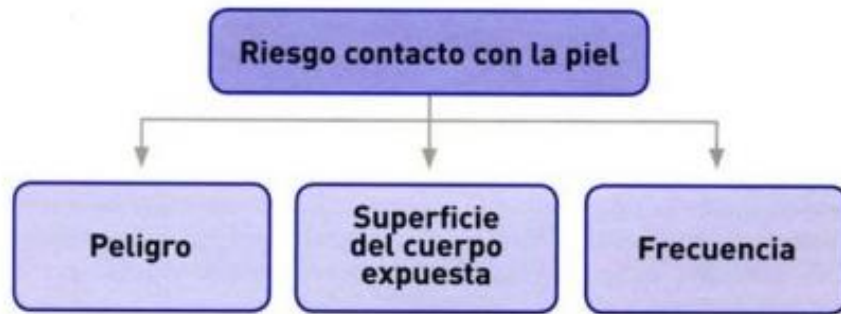 Riesgo contacto con la piel
Peligro
Superficie
del cuerpo
expuesta
Frecuencia